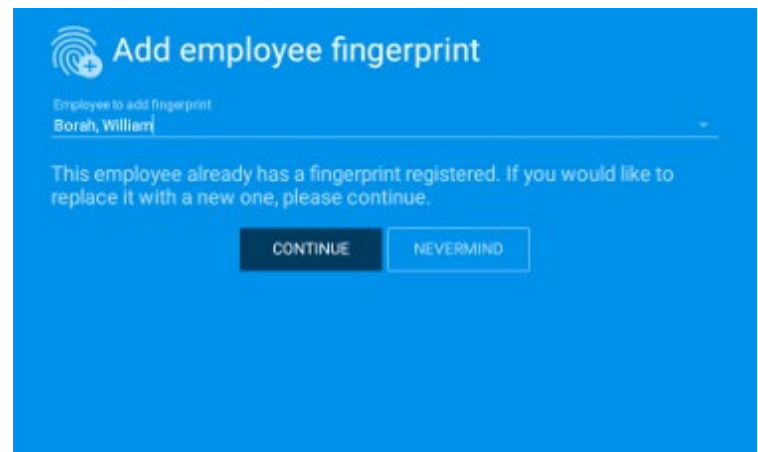 Add employee fingerprint
Employee to add fingerprint
Borah, William
This employee already has a fingerprint registered. If you would like to
replace it with a new one, please continue.
CONTINUE NEVERMIND